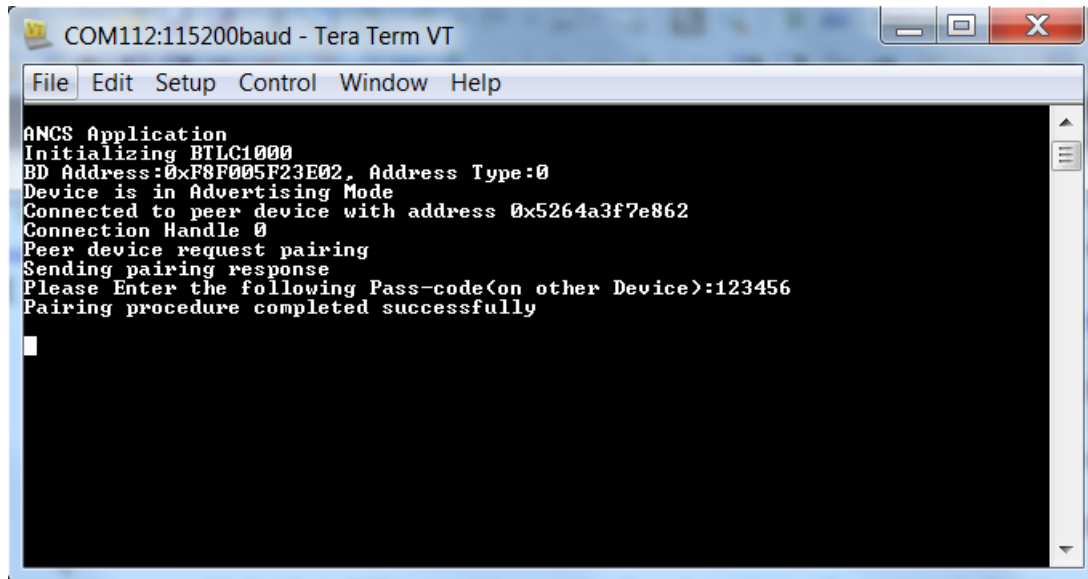 COM112:115200baud - Tera Term VT
File Edit Setup Control Window Help
ANCS Application
Initializing BTLC1000
BD Address:0xF8F005F23E02, Address Type:0
Device is in Advertising Mode
Connected to peer device with address 0x5264a3f7e862
Connection Handle 0
Peer device request pairing
Sending pairing response
Please Enter the following Pass-code(on other Device):123456
Pairing procedure completed successfully